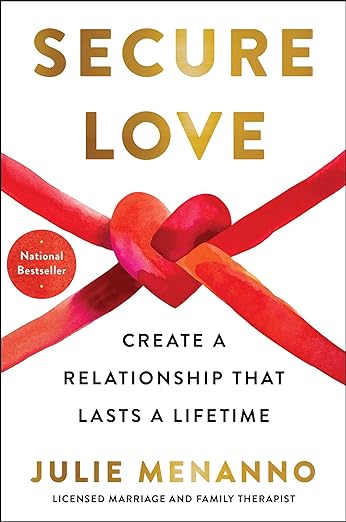 SECURE
LOVE
National
Bestseller
CREATE A
RELATIONSHIP THAT
LASTS A LIFETIME
JULIE MENANNO
LICENSED MARRIAGE AND FAMILY THERAPIST